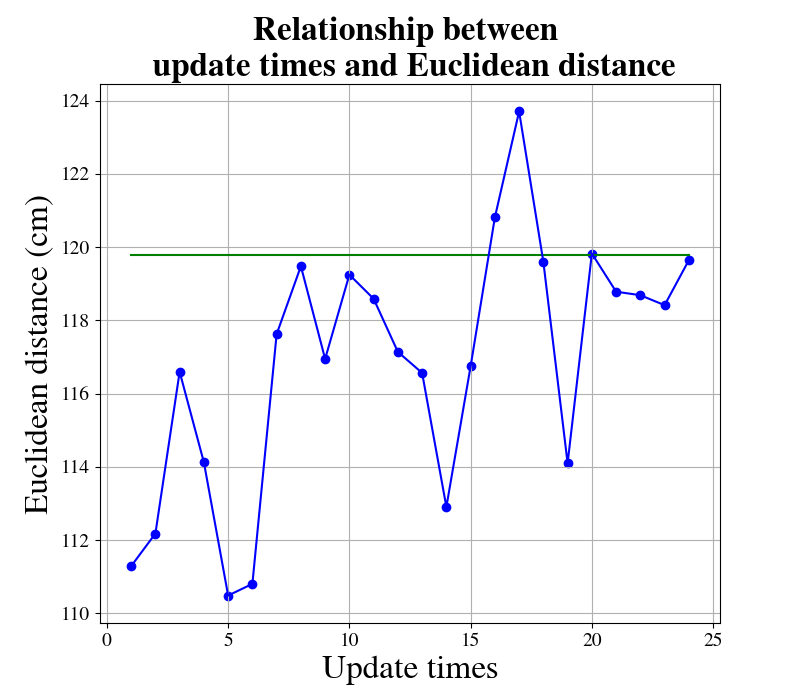 Relationship between
update times and Euclidean distance
Euclidean distance (cm)
124
122
120
118
116
114
112
110
0 5 10 15 20 25
Update times